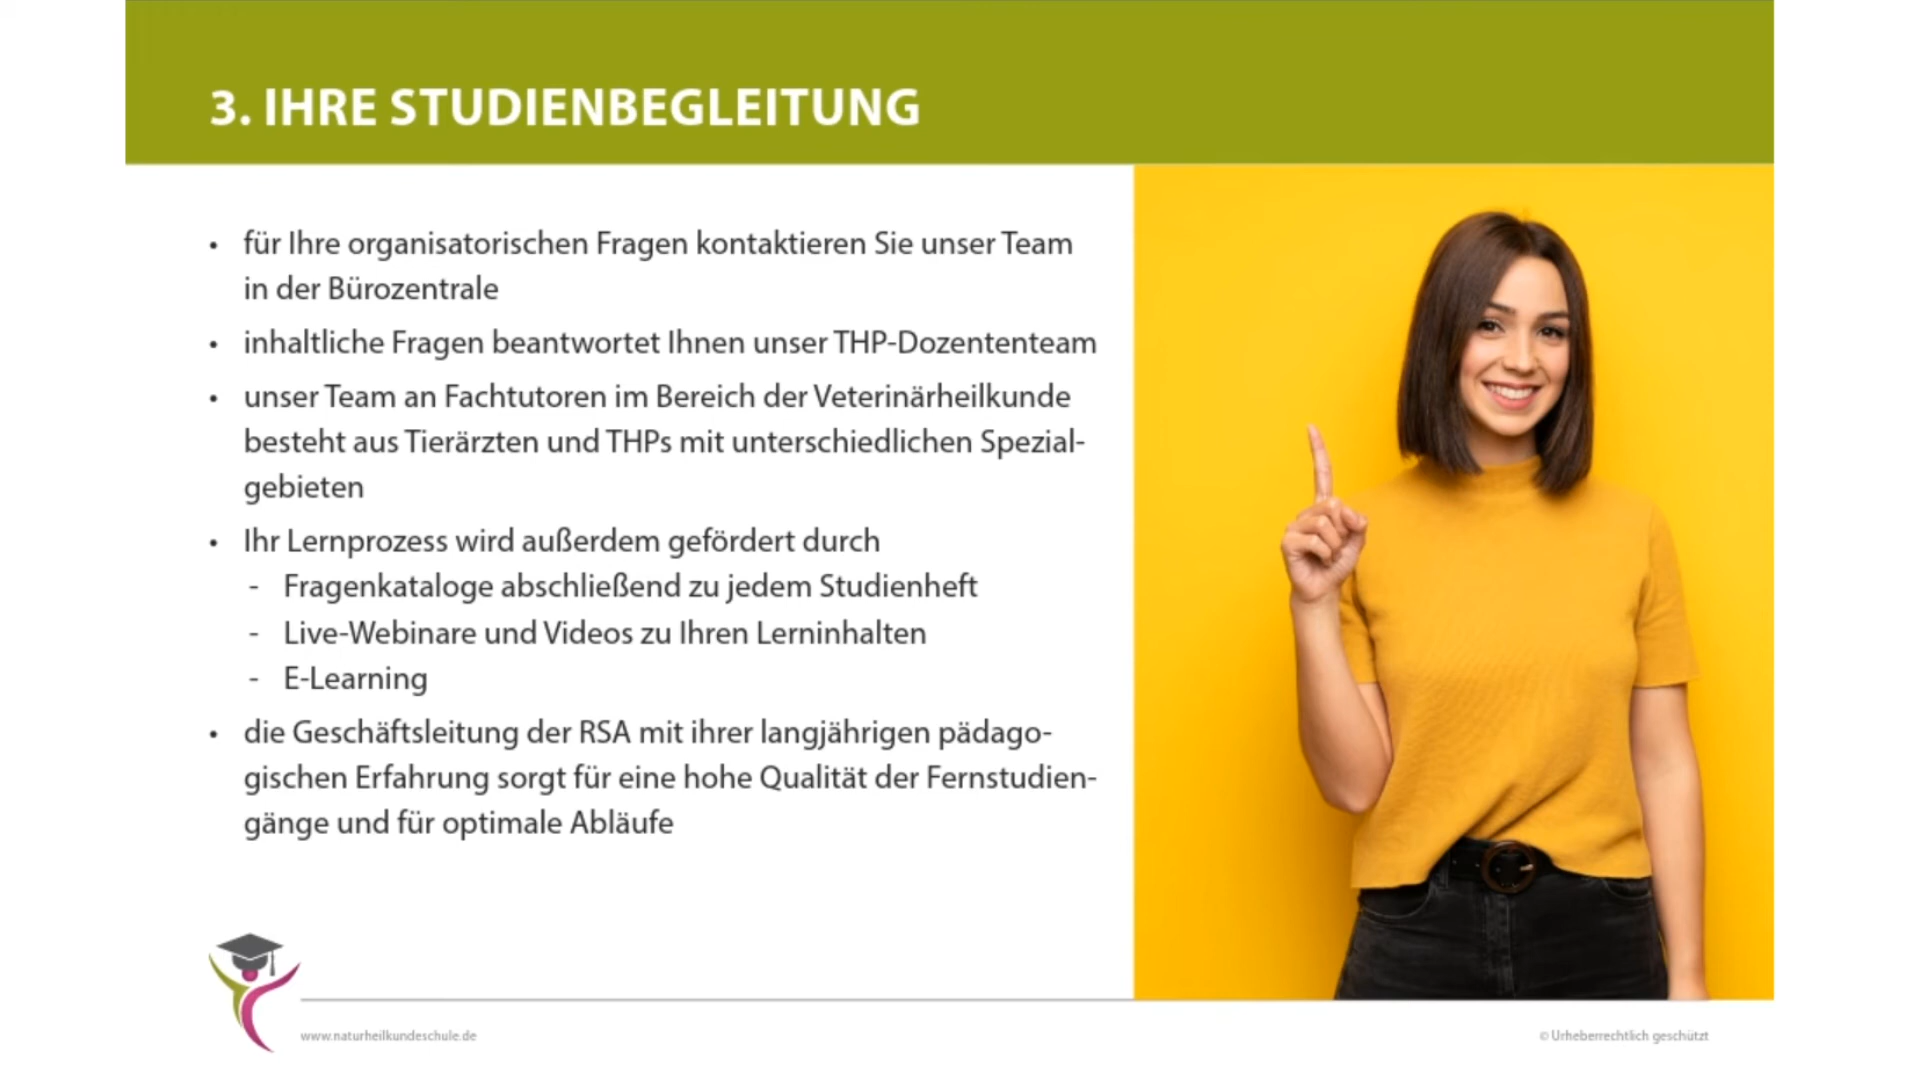 3. IHRE STUDIENBEGLEITUNG
• für Ihre organisatorischen Fragen kontaktieren Sie unser Team
in der Bürozentrale
• inhaltliche Fragen beantwortet Ihnen unser THP-Dozententeam
• unser Team an Fachtutoren im Bereich der Veterinärheilkunde
besteht aus Tierärzten und THPs mit unterschiedlichen Spezial-
gebieten
• Ihr Lernprozess wird außerdem gefördert durch
- Fragenkataloge abschließend zu jedem Studienheft
- Live-Webinare und Videos zu Ihren Lerninhalten
- E-Learning
• die Geschäftsleitung der RSA mit ihrer langjährigen pädago-
gischen Erfahrung sorgt für eine hohe Qualität der Fernstudien-
gänge und für optimale Abläufe
www.naturheilkundeschule.de
© Urheberrechtlich geschützt